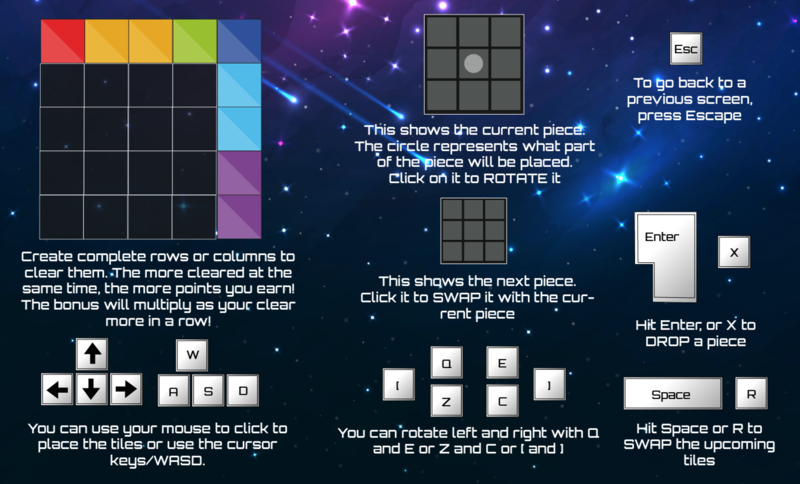 Create complete rows or columns to
clear them. The more cleared at the
same time, the more points you earn!
The bonus will multiply as your clear
more in a row!
W
A
S
D
You can use your mouse to click to
place the tiles or use the cursor
keys/WASD.
This shows the current piece.
The circle represents what part
of the piece will be placed.
Click on it to ROTATE it
This shows the next piece.
Click it to SWAP it with the cur-
rent piece
[
Q
E
]
Z
C
You can rotate left and right with Q
and E or Z and C or [ and ]
Esc
To go back to a
previous screen,
press Escape
Enter
X
Hit Enter, or X to
DROP a piece
Space
R
Hit Space or R to
SWAP the upcoming
tiles